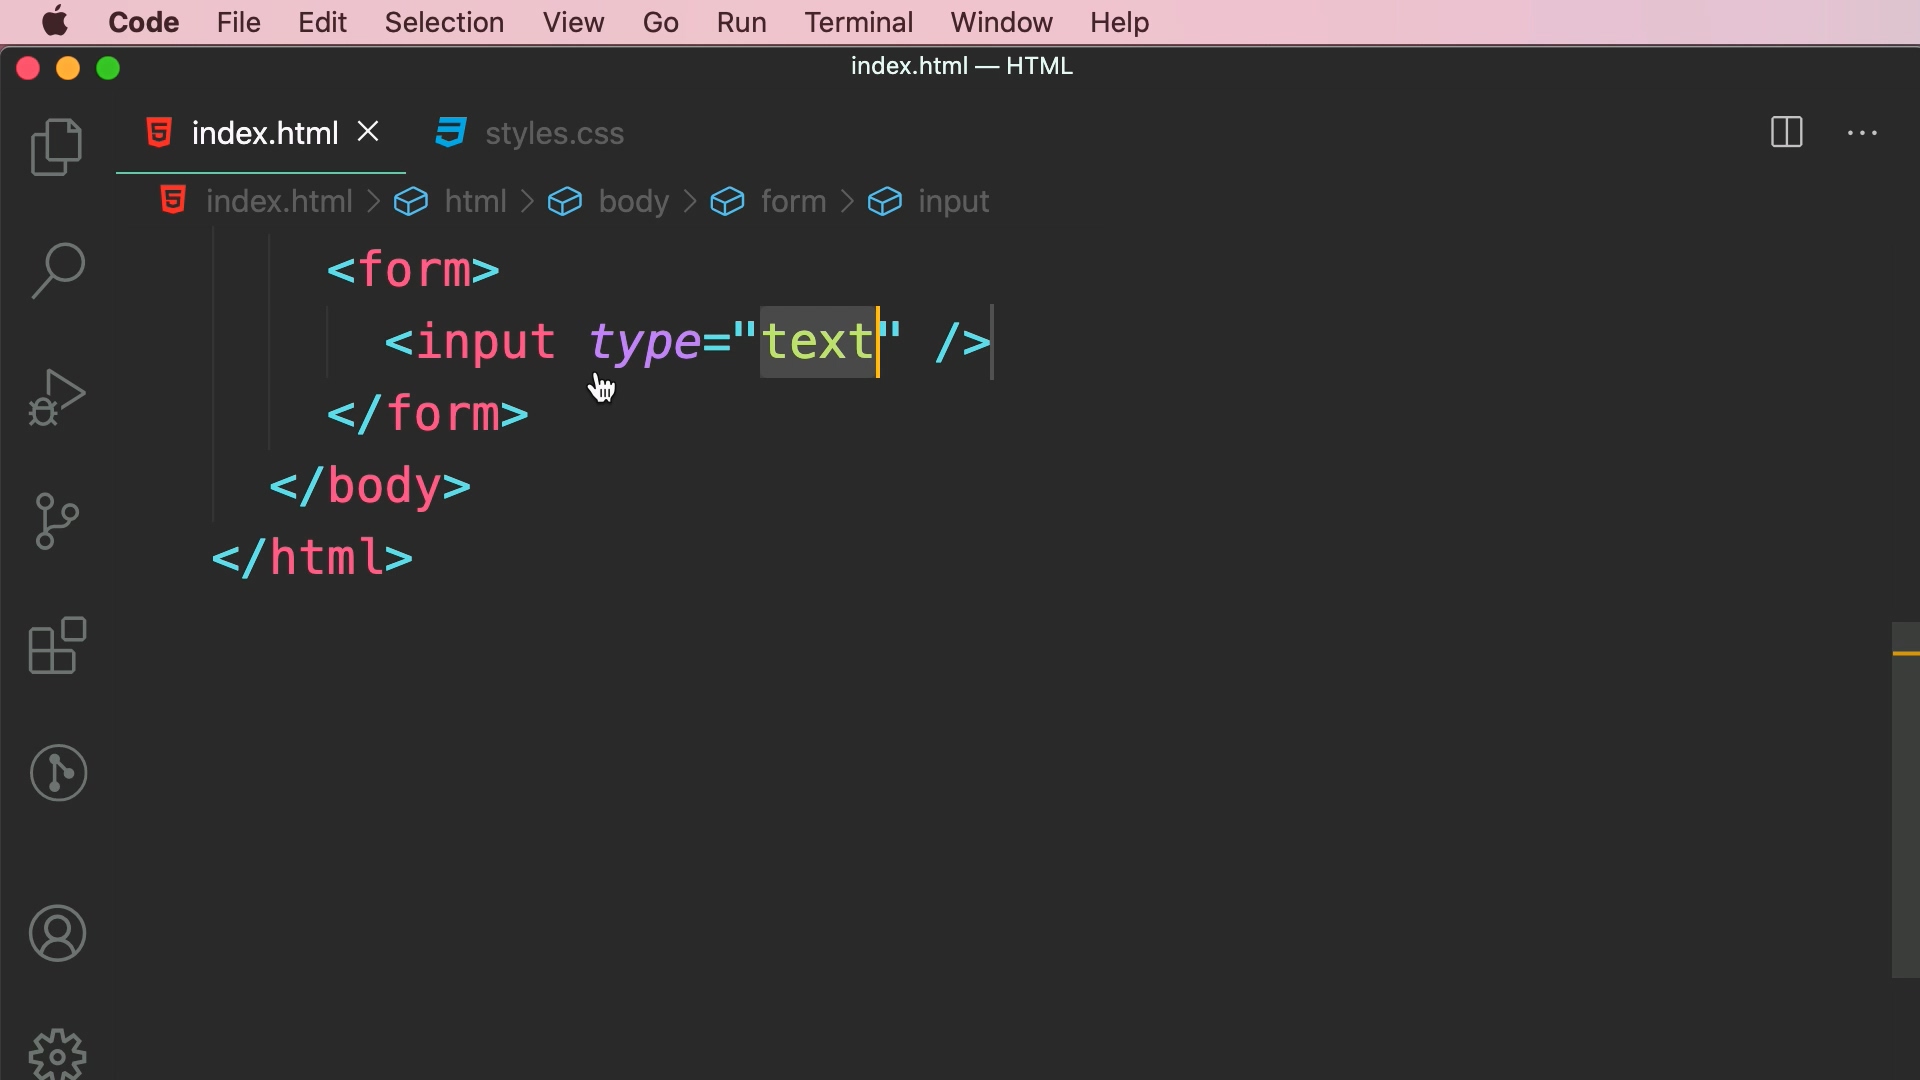 Code File Edit Selection View Go Run Terminal Window Help
index.html — HTML
index.html styles.css
index.html > html > body > form > input
<form>
<input type="text" />
</form>
</body>
</html>